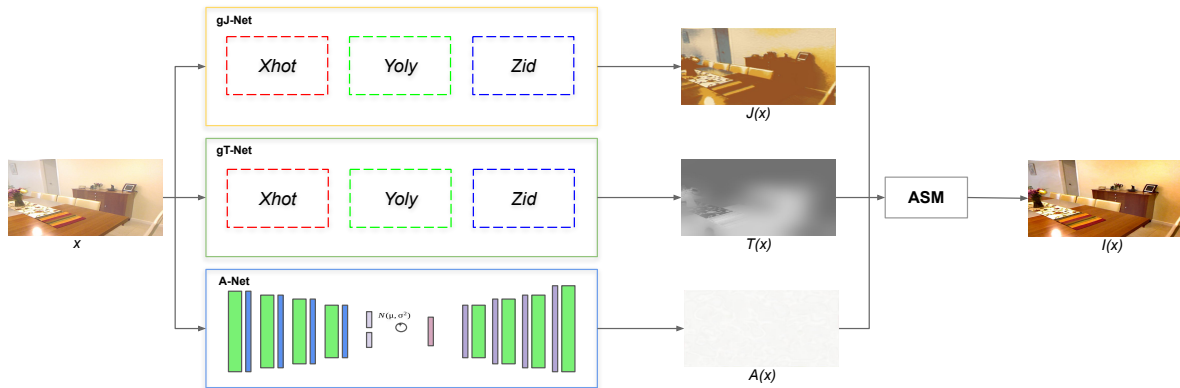 gJ-Net
Xhot
Yoly
Zid
J(x)
gT-Net
Xhot
Yoly
Zid
x
T(x)
ASM
I(x)
A-Net
N(μ, σ²)
A(x)